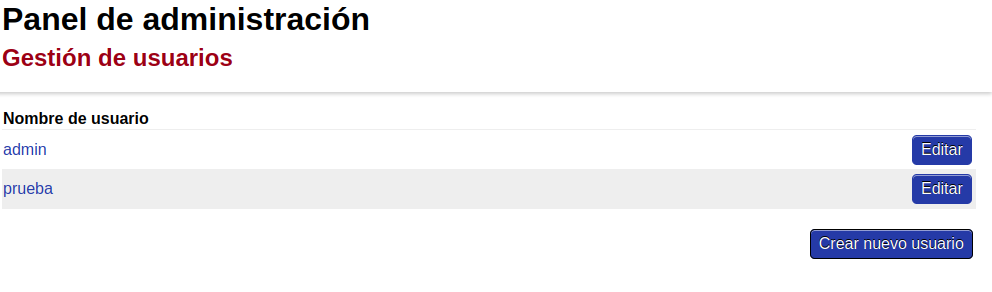 Panel de administración
Gestión de usuarios
Nombre de usuario
admin Editar
prueba Editar
Crear nuevo usuario